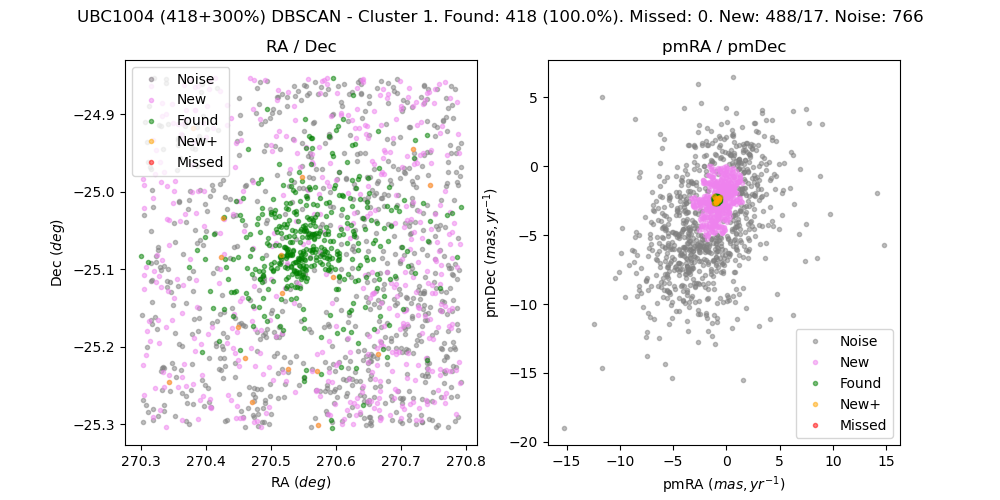 UBC1004 (418+300%) DBSCAN - Cluster 1. Found: 418 (100.0%). Missed: 0. New: 488/17. Noise: 766
RA / Dec
Noise
New
Found
New+
Missed
−24.9
−25.0
−25.1
−25.2
−25.3
Dec (deg)
270.3 270.4 270.5 270.6 270.7 270.8
RA (deg)
pmRA / pmDec
5
0
−5
−10
−15
−20
pmDec (mas, yr⁻¹)
Noise
New
Found
New+
Missed
−15 −10 −5 0 5 10 15
pmRA (mas, yr⁻¹)